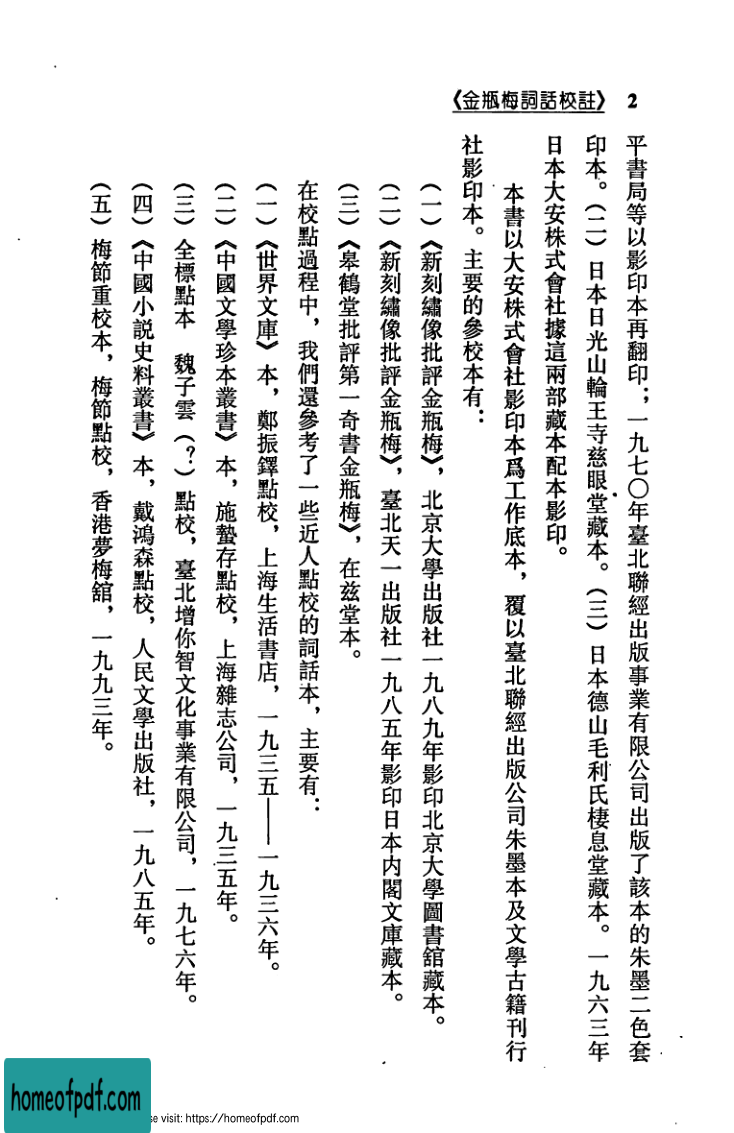 《金瓶梅詞話校註》 2
平書局等以影印本再翻印；一九七〇年臺北聯經出版事業有限公司出版了該本的朱墨二色套
印本。（二）日本日光山輪王寺慈眼堂藏本。（三）日本德山毛利氏棲息堂藏本。一九六三年
日本大安株式會社據這兩部藏本配本影印。
本書以大安株式會社影印本爲工作底本，覆以臺北聯經出版公司朱墨本及文學古籍刊行
社影印本。主要的參校本有：
（一）《新刻繡像批評金瓶梅》，北京大學出版社一九八九年影印北京大學圖書舘藏本。
（二）《新刻繡像批評金瓶梅》，臺北天一出版社一九八五年影印日本内閣文庫藏本。
（三）《皋鶴堂批評第一奇書金瓶梅》，在兹堂本。
在校點過程中，我們還參考了一些近人點校的詞話本，主要有：
（一）《世界文庫》本，鄭振鐸點校，上海生活書店，一九三五——一九三六年。
（二）《中國文學珍本叢書》本，施蟄存點校，上海雜志公司，一九三五年。
（三）全標點本　魏子雲（？）點校，臺北增你智文化事業有限公司，一九七六年。
（四）《中國小説史料叢書》本，戴鴻森點校，人民文學出版社，一九八五年。
（五）梅節重校本，梅節點校，香港夢梅舘，一九九三年。
homeofpdf.com
se visit: https://homeofpdf.com